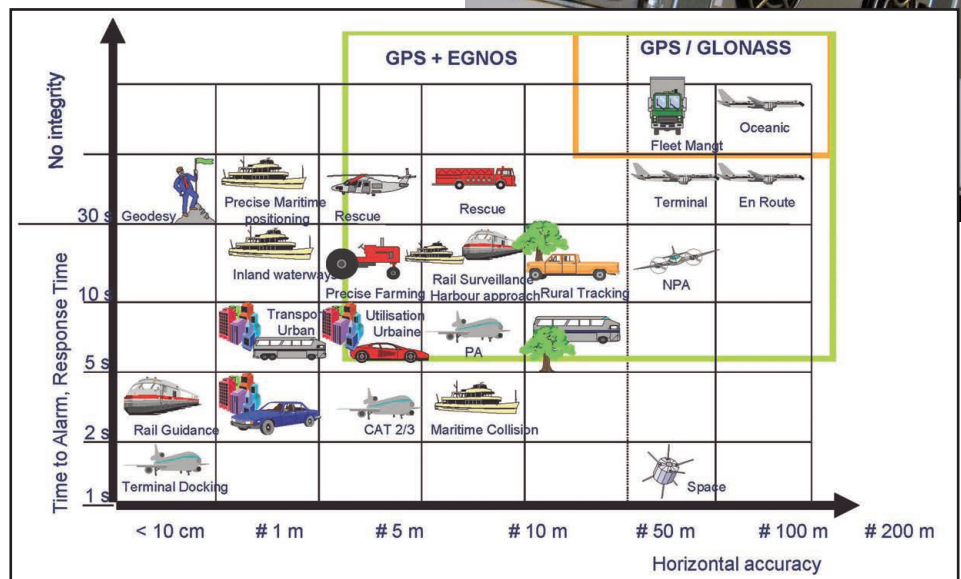 GPS + EGNOS
GPS / GLONASS
No integrity
Fleet Mangt
Oceanic
Geodesy
Precise Maritime
positioning
Rescue
Rescue
Terminal
En Route
30 s
Inland waterways
Precise Farming
Rail Surveillance
Harbour approach
Rural Tracking
NPA
10 s
Transport
Urban
Utilisation
Urbaine
PA
5 s
Rail Guidance
CAT 2/3
Maritime Collision
2 s
Terminal Docking
Space
1 s
Time to Alarm, Response Time
< 10 cm
# 1 m
# 5 m
# 10 m
# 50 m
# 100 m
# 200 m
Horizontal accuracy